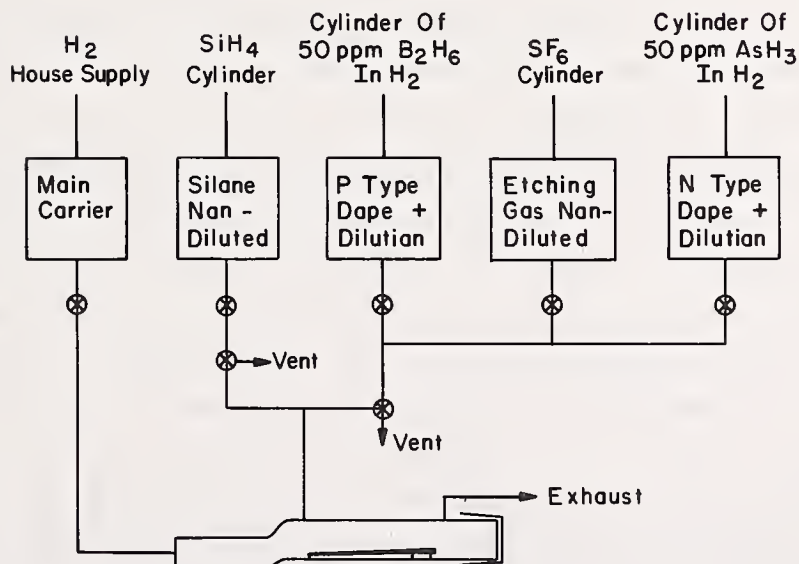 H2
House Supply
SiH4
Cylinder
Cylinder Of
50 ppm B2H6
In H2
SF6
Cylinder
Cylinder Of
50 ppm AsH3
In H2
Main
Carrier
Silane
Nan-
Diluted
P Type
Dape +
Dilutian
Etching
Gas Nan-
Diluted
N Type
Dape +
Dilutian
Vent
Vent
Exhaust